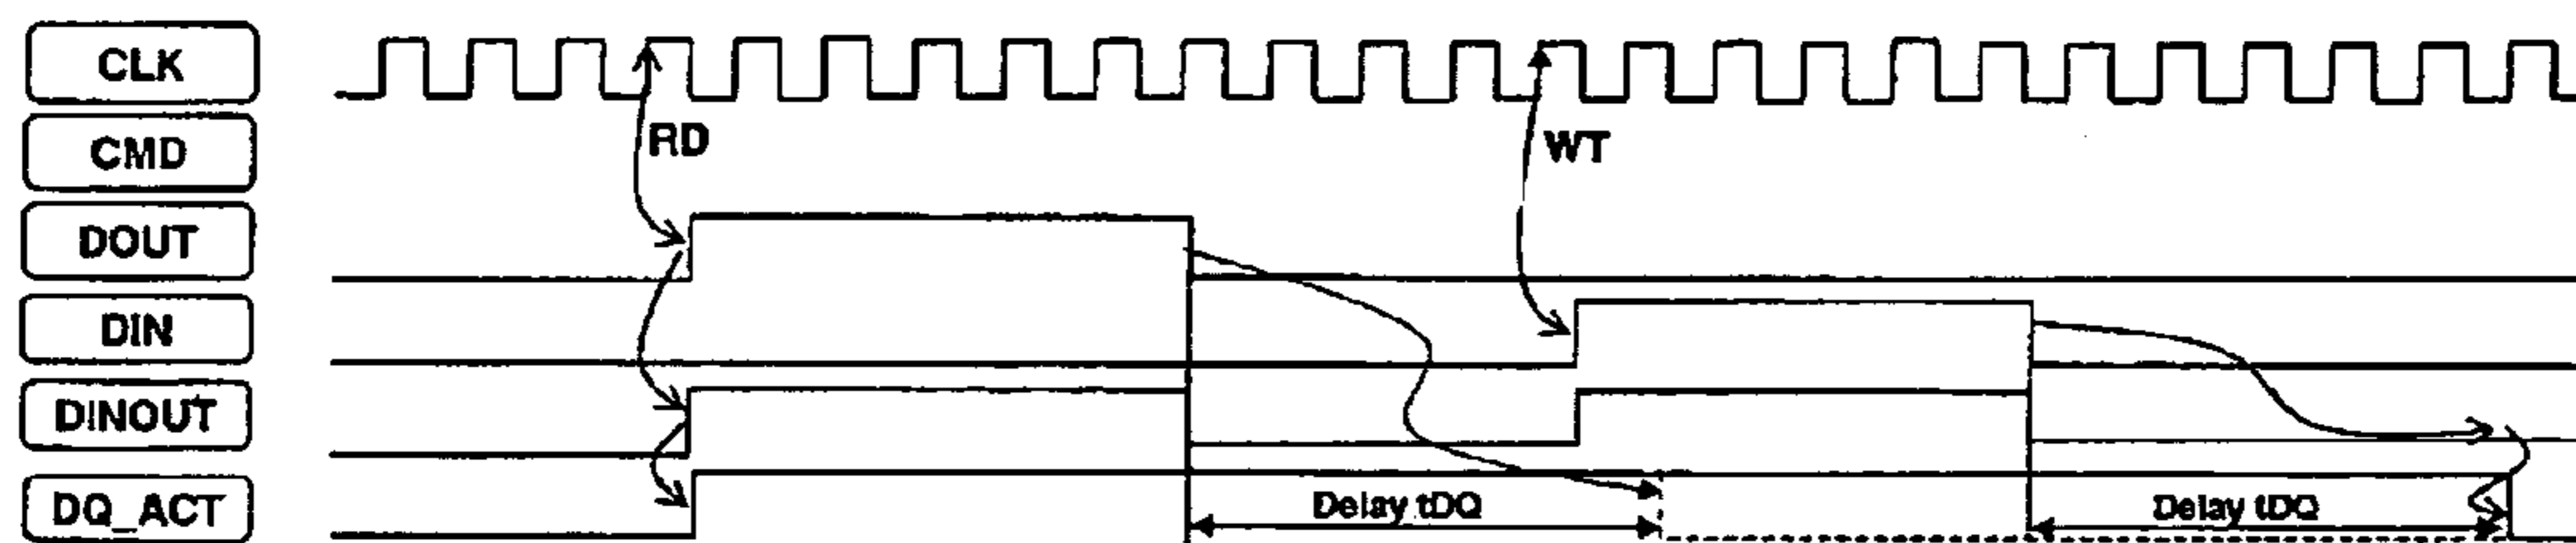 CLK
CMD
RD
WT
DOUT
DIN
DINOUT
DQ_ACT
Delay tDQ
Delay tDQ